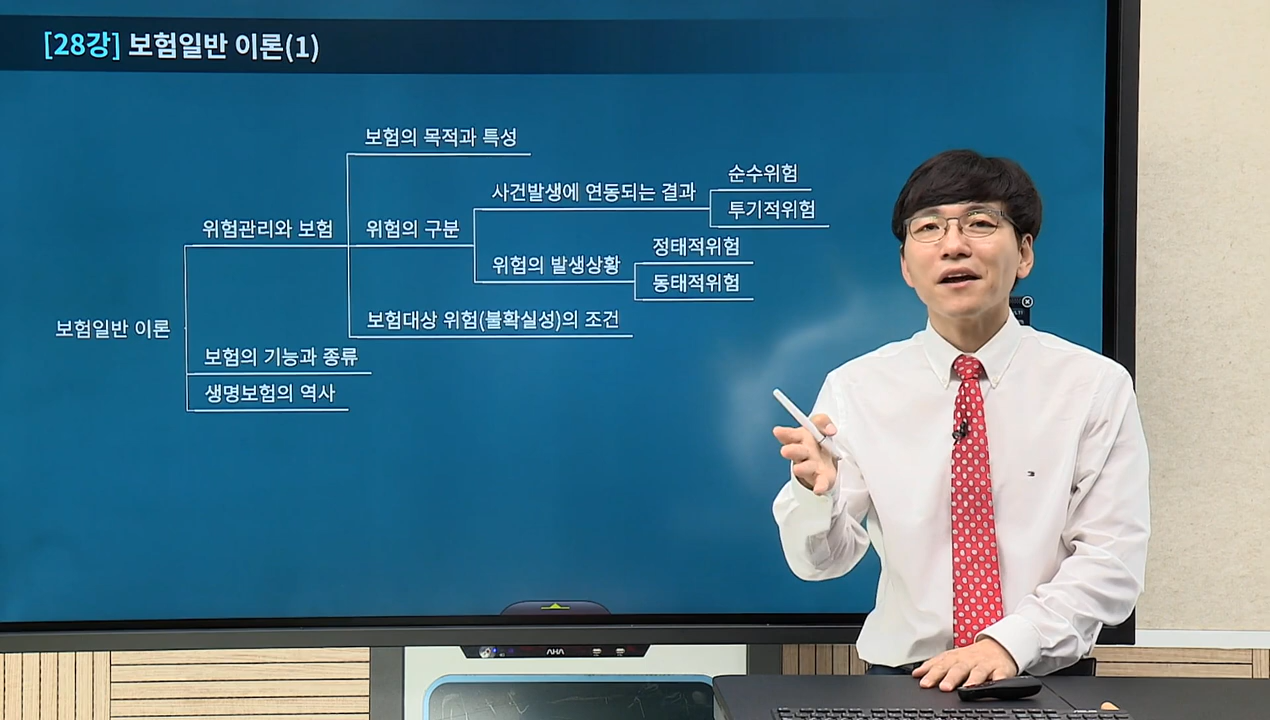 [28강] 보험일반 이론(1)
보험의 목적과 특성
순수위험
사건발생에 연동되는 결과
투기적위험
위험관리와 보험
위험의 구분
정태적위험
위험의 발생상황
동태적위험
보험대상 위험(불확실성)의 조건
보험일반 이론
보험의 기능과 종류
생명보험의 역사
AHA